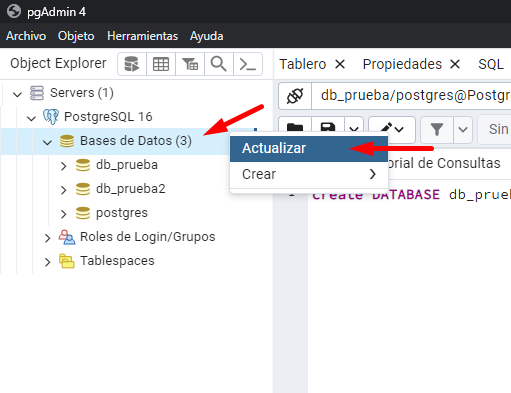 pgAdmin 4
Archivo Objeto Herramientas Ayuda
Object Explorer
Tablero Propiedades SQL
Servers (1)
db_prueba/postgres@Postgr
PostgreSQL 16
Sin
Bases de Datos (3)
Actualizar
db_prueba
orial de Consultas
Crear
db_prueba2
create DATABASE db_prueb
postgres
Roles de Login/Grupos
Tablespaces